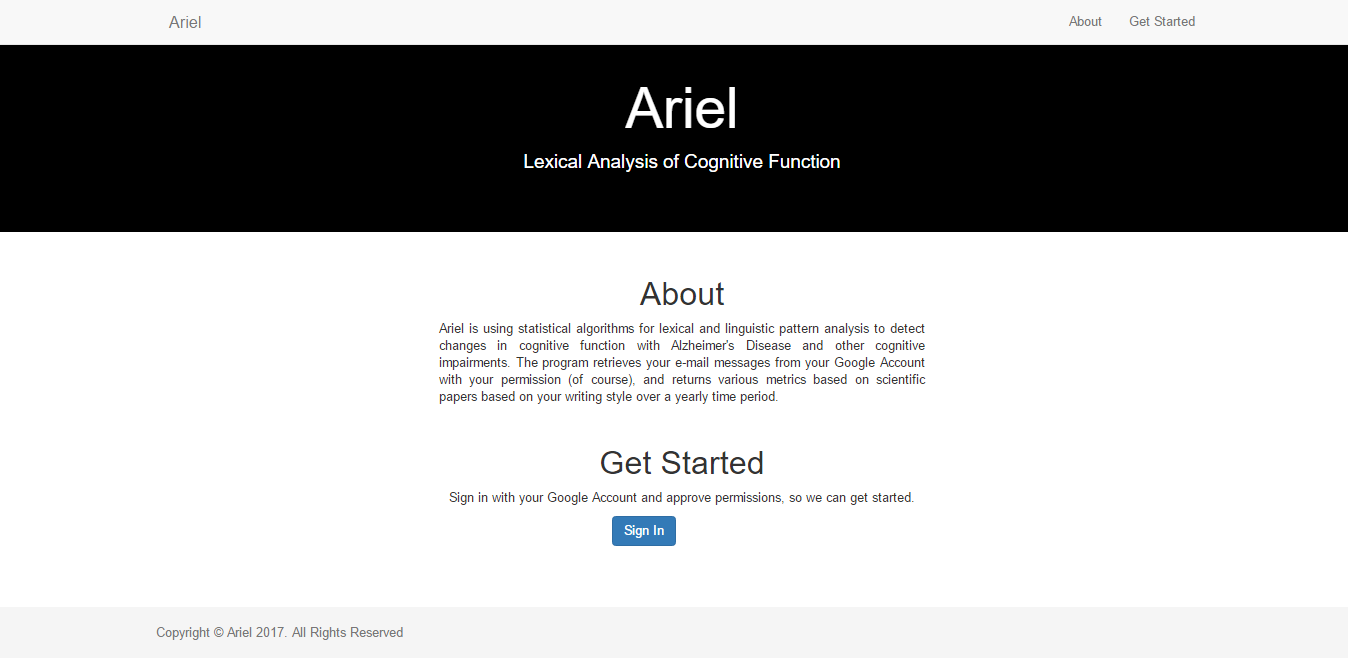 Ariel
About
Get Started
Ariel
Lexical Analysis of Cognitive Function
About
Ariel is using statistical algorithms for lexical and linguistic pattern analysis to detect
changes in cognitive function with Alzheimer's Disease and other cognitive
impairments. The program retrieves your e-mail messages from your Google Account
with your permission (of course), and returns various metrics based on scientific
papers based on your writing style over a yearly time period.
Get Started
Sign in with your Google Account and approve permissions, so we can get started.
Sign In
Copyright © Ariel 2017. All Rights Reserved